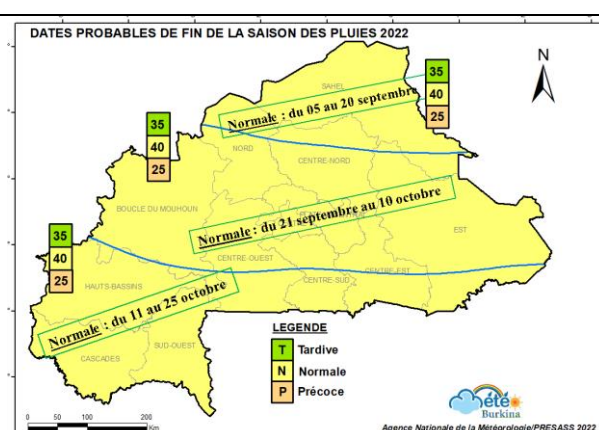 DATES PROBABLES DE FIN DE LA SAISON DES PLUIES 2022
N
SAHEL
35
40
25
Normale : du 05 au 20 septembre
35
40
25
NORD
CENTRE-NORD
BOUCLE DU MOUHOUN
Normale : du 21 septembre au 10 octobre
EST
35
40
25
CENTRE-OUEST
CENTRE-EST
CENTRE-SUD
HAUTS-BASSINS
Normale : du 11 au 25 octobre
SUD-OUEST
CASCADES
LEGENDE
T Tardive
N Normale
P Précoce
0 50 100 200
Km
Météo
Burkina
Agence Nationale de la Météorologie/PRESASS 2022